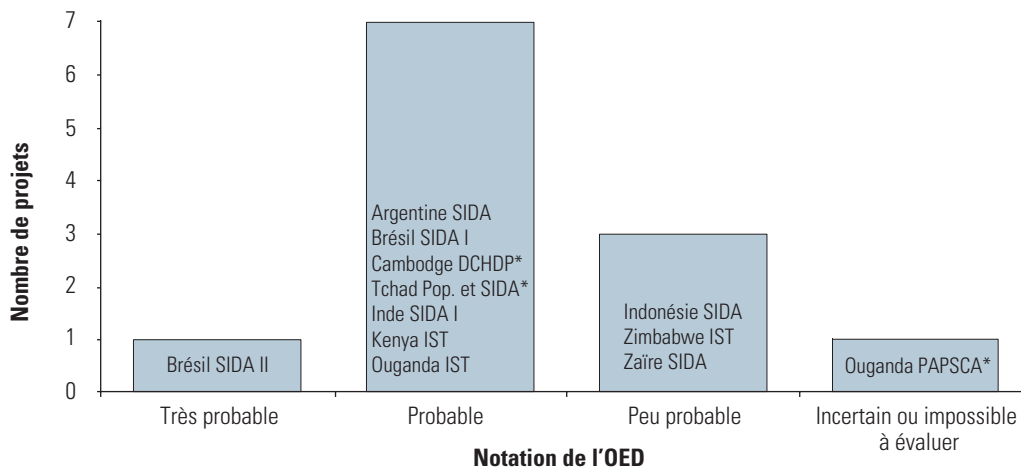 Nombre de projets
7
6
5
4
3
2
1
0
Brésil SIDA II
Argentine SIDA
Brésil SIDA I
Cambodge DCHDP*
Tchad Pop. et SIDA*
Inde SIDA I
Kenya IST
Ouganda IST
Indonésie SIDA
Zimbabwe IST
Zaïre SIDA
Ouganda PAPSCA*
Très probable
Probable
Peu probable
Incertain ou impossible
à évaluer
Notation de l'OED